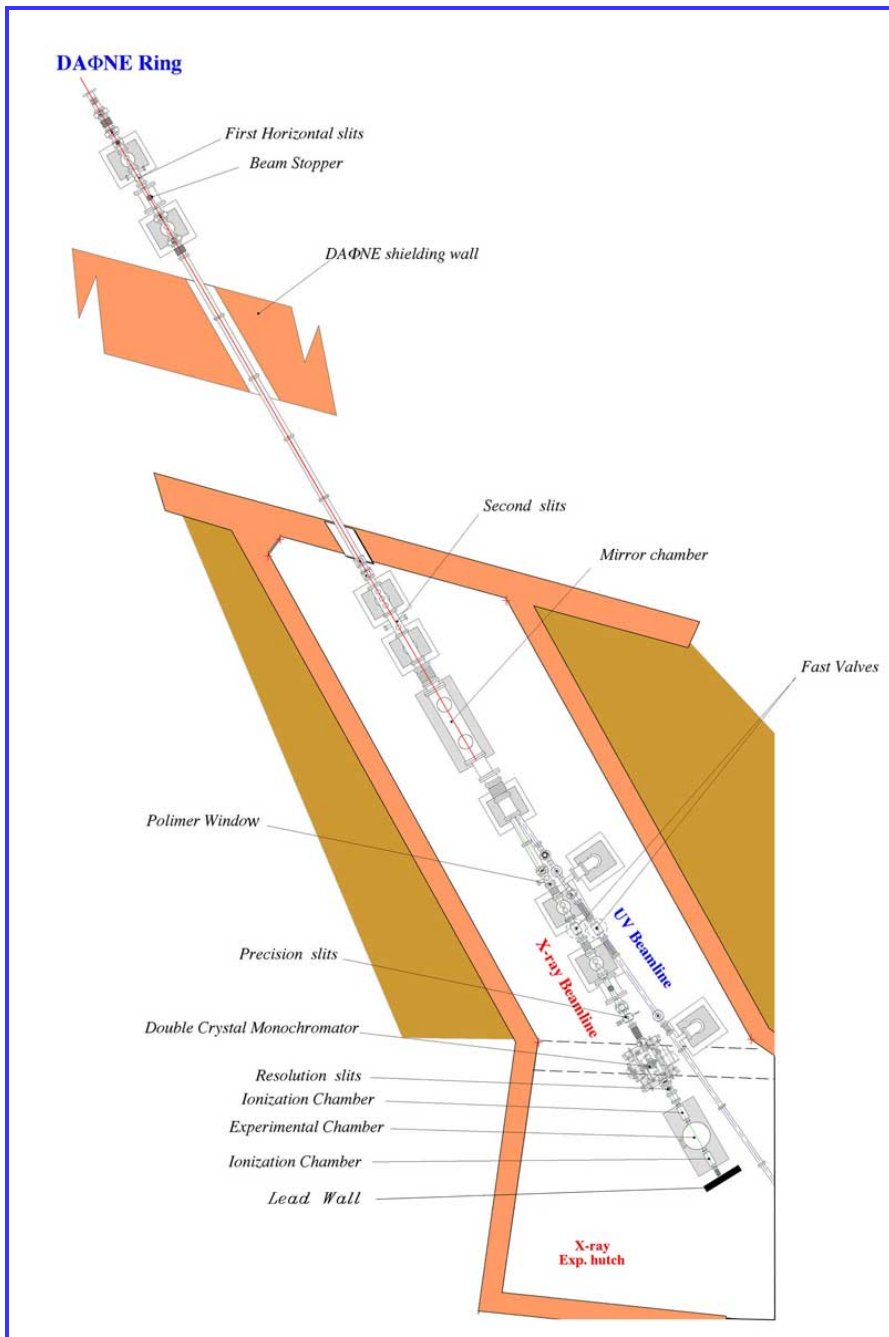 DAΦNE Ring
First Horizontal slits
Beam Stopper
DAΦNE shielding wall
Second slits
Mirror chamber
Fast Valves
Polimer Window
UV Beamline
X-ray Beamline
Precision slits
Double Crystal Monochromator
Resolution slits
Ionization Chamber
Experimental Chamber
Ionization Chamber
Lead Wall
X-ray
Exp. hutch